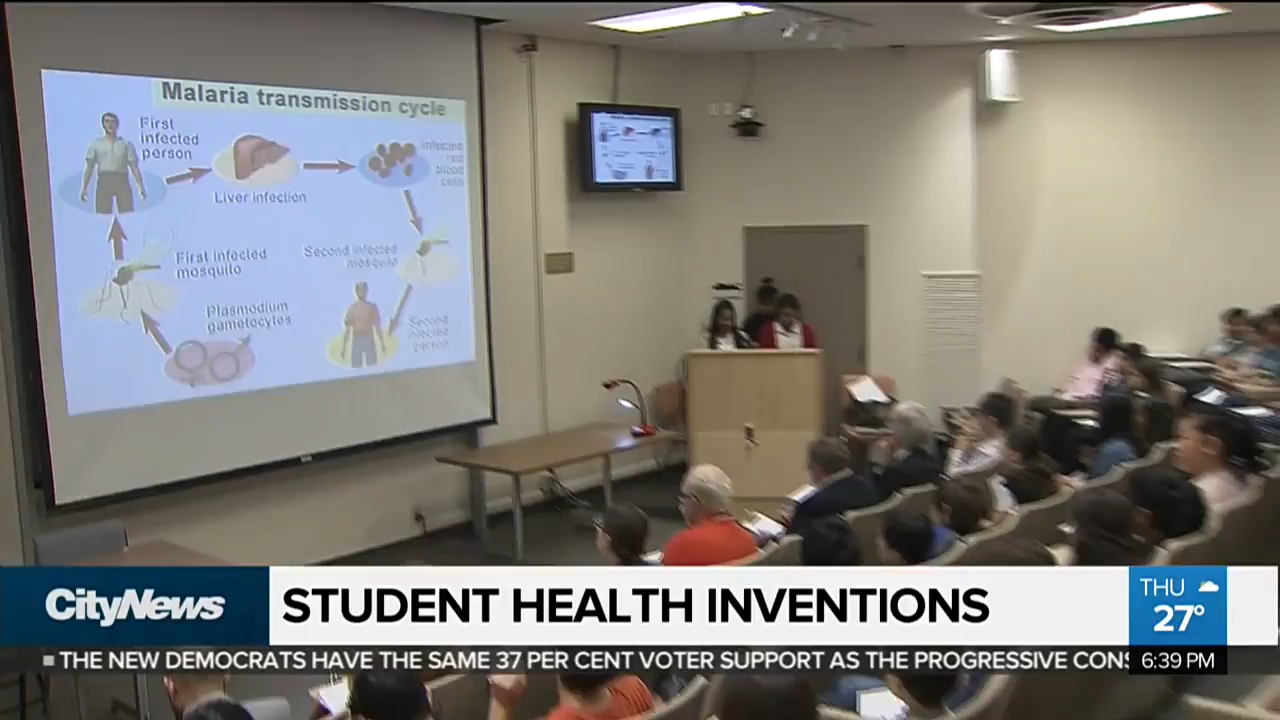 Malaria transmission cycle
First
infected
person
Liver infection
Infected
red
blood
cells
First infected
mosquito
Second infected
mosquito
Plasmodium
gametocytes
Second
infected
person
CityNews
STUDENT HEALTH INVENTIONS
THU
27°
THE NEW DEMOCRATS HAVE THE SAME 37 PER CENT VOTER SUPPORT AS THE PROGRESSIVE CONS
6:39 PM